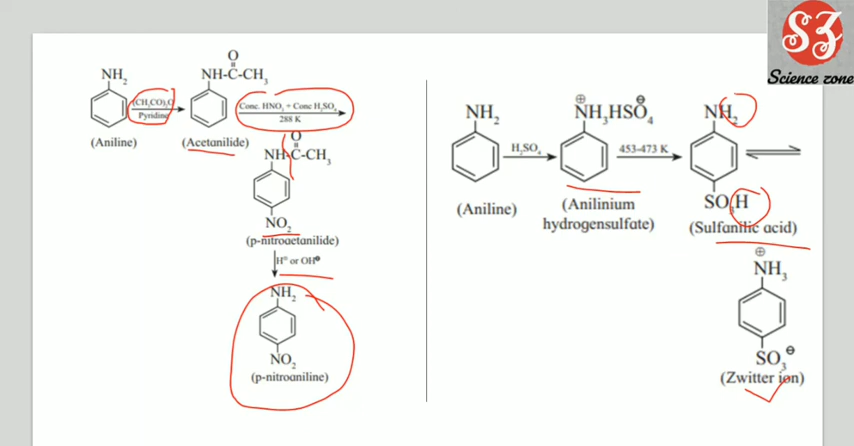 SZ
Science zone
O
NH₂
NH-C-CH₃
(CH₃CO)₂O
Pyridine
Conc. HNO₃ + Conc H₂SO₄
288 K
(Aniline)
(Acetanilide)
O
NH-C-CH₃
NO₂
(p-nitroaetanilide)
H⊕ or OH⊖
NH₂
NO₂
(p-nitroaniline)
NH₂
H₂SO₄
⊕ ⊖
NH₃HSO₄
453-473 K
NH₂
SO₃H
(Aniline)
(Anilinium
hydrogensulfate)
(Sulfanilic acid)
⊕
NH₃
SO₃⊖
(Zwitter ion)